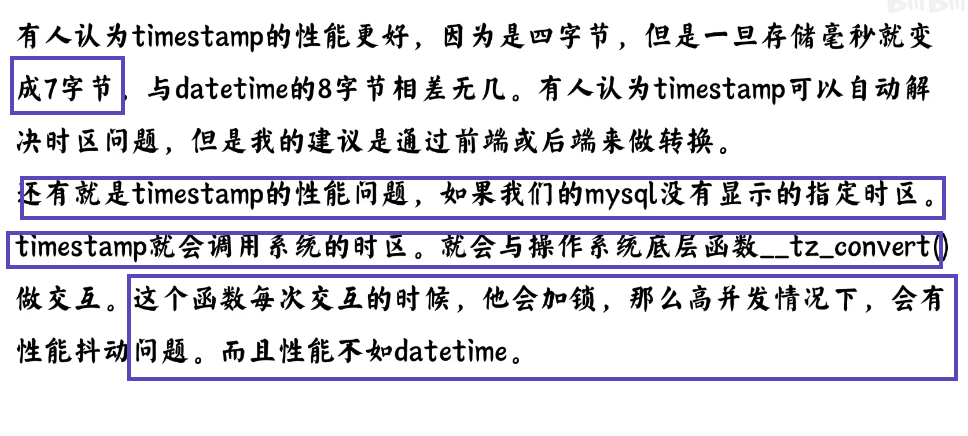 BiliBili
有人认为timestamp的性能更好，因为是四字节，但是一旦存储毫秒就变
成7字节，与datetime的8字节相差无几。有人认为timestamp可以自动解
决时区问题，但是我的建议是通过前端或后端来做转换。
还有就是timestamp的性能问题，如果我们的mysql没有显示的指定时区。
timestamp就会调用系统的时区。就会与操作系统底层函数__tz_convert()
做交互。这个函数每次交互的时候，他会加锁，那么高并发情况下，会有
性能抖动问题。而且性能不如datetime。